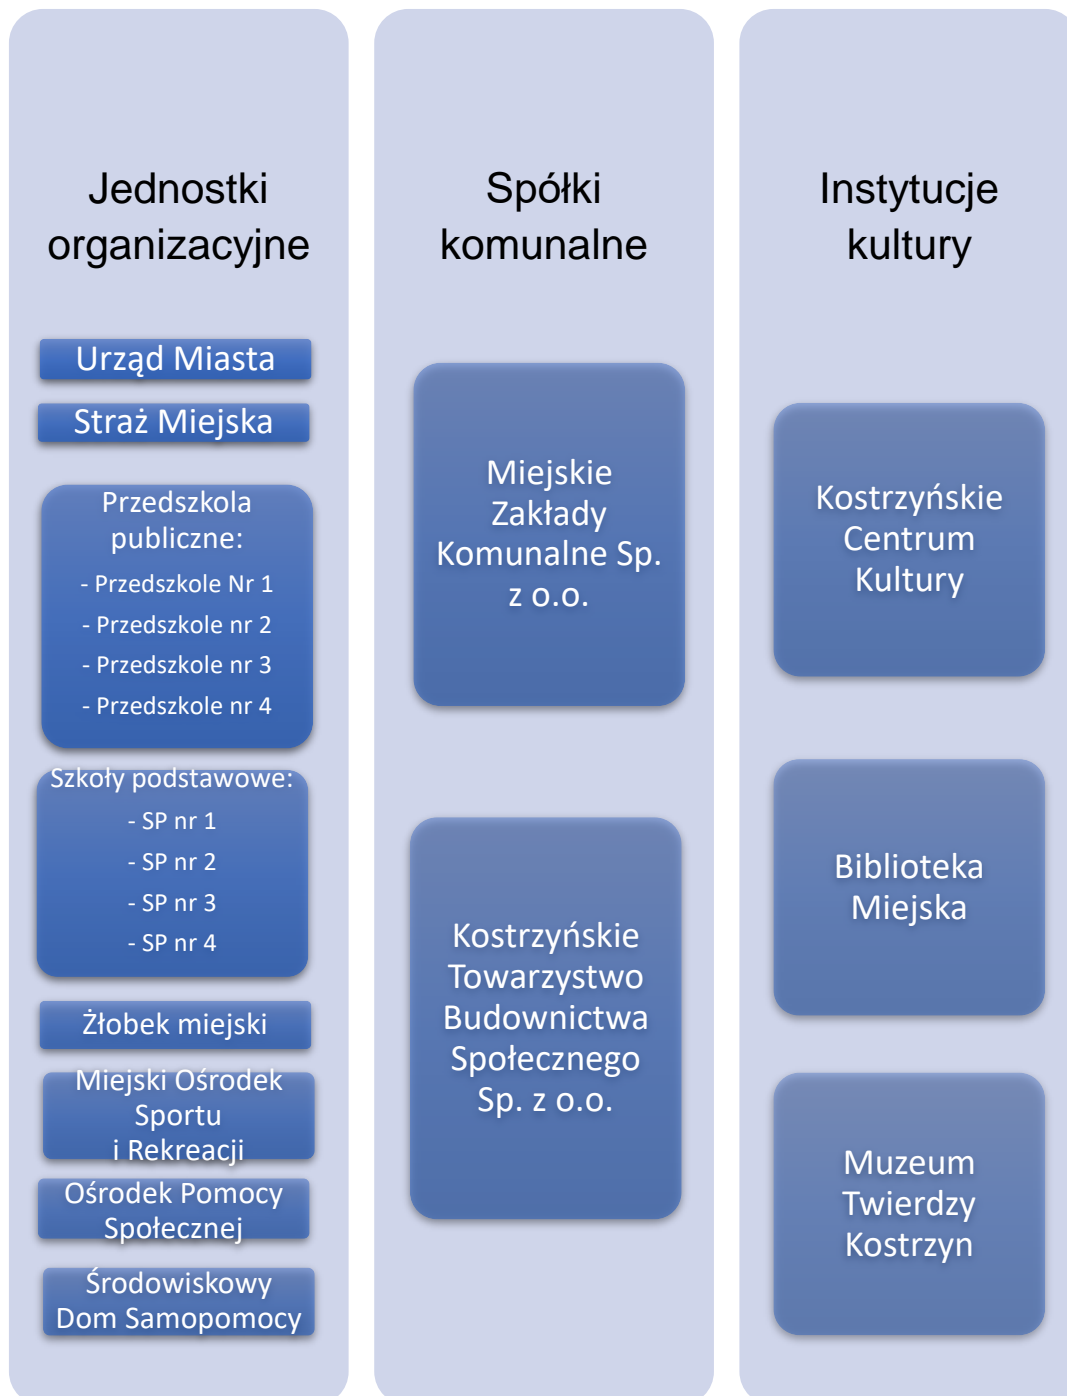 Jednostki
organizacyjne
Urząd Miasta
Straż Miejska
Przedszkola
publiczne:
- Przedszkole Nr 1
- Przedszkole nr 2
- Przedszkole nr 3
- Przedszkole nr 4
Szkoły podstawowe:
- SP nr 1
- SP nr 2
- SP nr 3
- SP nr 4
Żłobek miejski
Miejski Ośrodek
Sportu
i Rekreacji
Ośrodek Pomocy
Społecznej
Środowiskowy
Dom Samopomocy
Spółki
komunalne
Miejskie
Zakłady
Komunalne Sp.
z o.o.
Kostrzyńskie
Towarzystwo
Budownictwa
Społecznego
Sp. z o.o.
Instytucje
kultury
Kostrzyńskie
Centrum
Kultury
Biblioteka
Miejska
Muzeum
Twierdzy
Kostrzyn